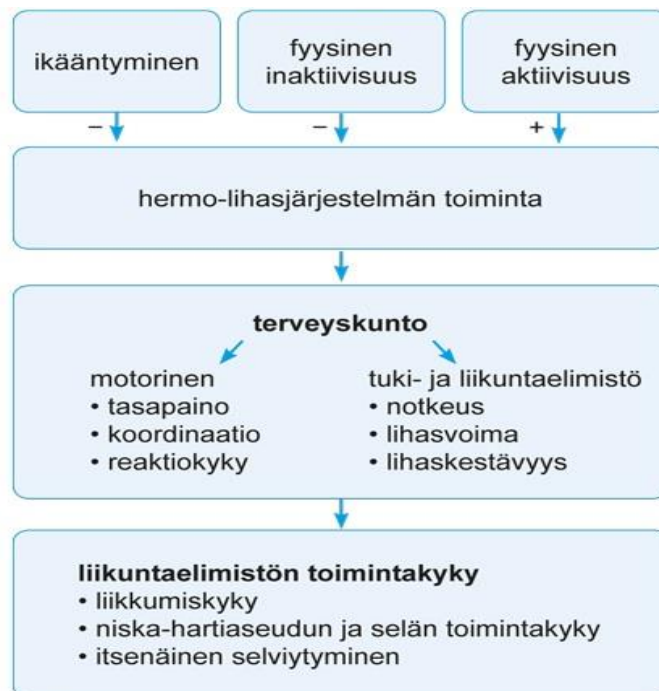 ikääntyminen
fyysinen
inaktiivisuus
fyysinen
aktiivisuus
–
–
+
hermo-lihasjärjestelmän toiminta
terveyskunto
motorinen
• tasapaino
• koordinaatio
• reaktiokyky
tuki- ja liikuntaelimistö
• notkeus
• lihasvoima
• lihaskestävyys
liikuntaelimistön toimintakyky
• liikkumiskyky
• niska-hartiaseudun ja selän toimintakyky
• itsenäinen selviytyminen